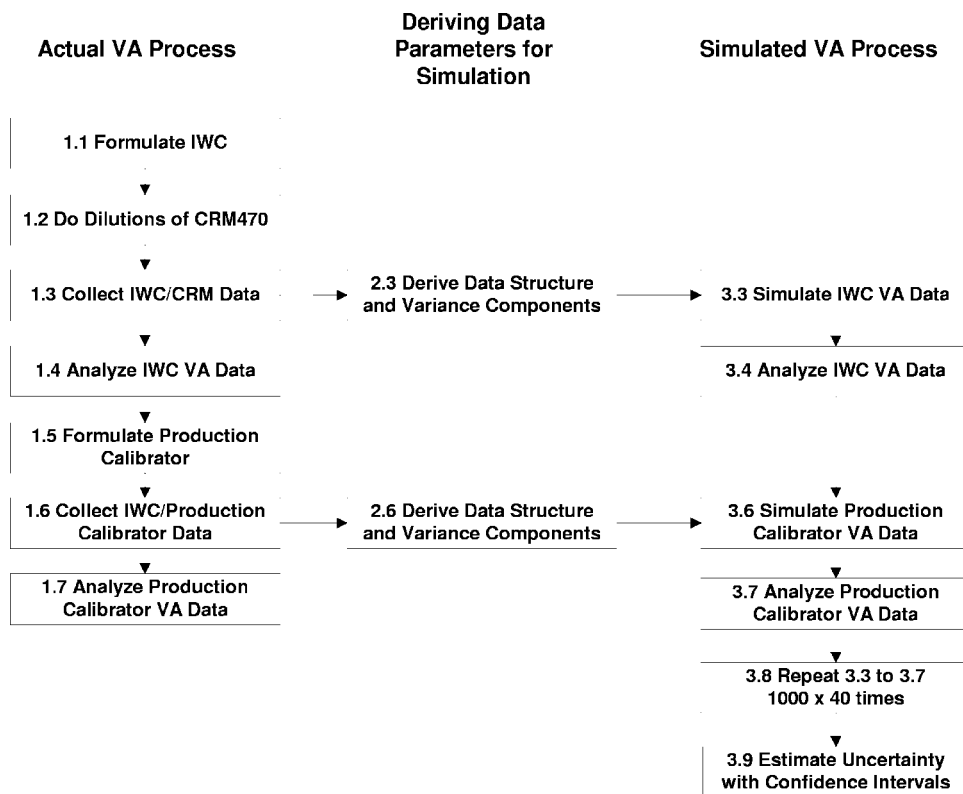 Actual VA Process
Deriving Data
Parameters for
Simulation
Simulated VA Process
1.1 Formulate IWC
1.2 Do Dilutions of CRM470
1.3 Collect IWC/CRM Data
2.3 Derive Data Structure
and Variance Components
3.3 Simulate IWC VA Data
1.4 Analyze IWC VA Data
3.4 Analyze IWC VA Data
1.5 Formulate Production
Calibrator
1.6 Collect IWC/Production
Calibrator Data
2.6 Derive Data Structure
and Variance Components
3.6 Simulate Production
Calibrator VA Data
1.7 Analyze Production
Calibrator VA Data
3.7 Analyze Production
Calibrator VA Data
3.8 Repeat 3.3 to 3.7
1000 x 40 times
3.9 Estimate Uncertainty
with Confidence Intervals